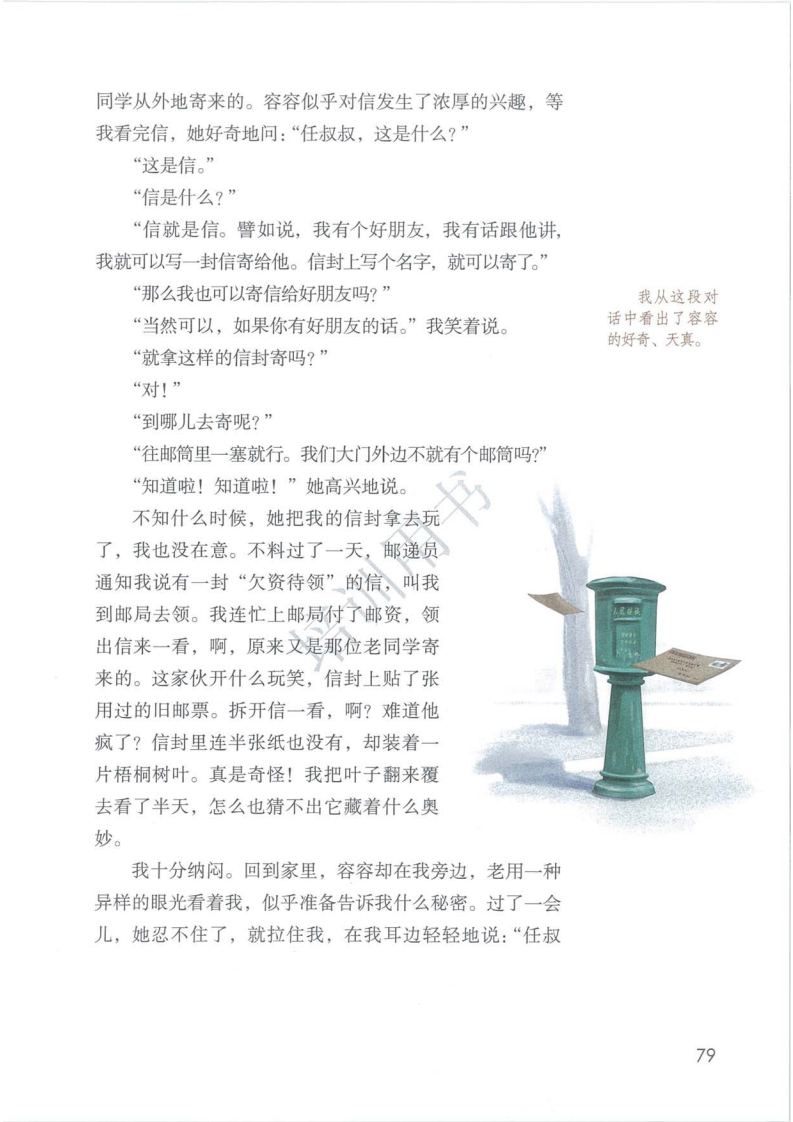 同学从外地寄来的。容容似乎对信发生了浓厚的兴趣，等
我看完信，她好奇地问：“任叔叔，这是什么？”
“这是信。”
“信是什么？”
“信就是信。譬如说，我有个好朋友，我有话跟他讲，
我就可以写一封信寄给他。信封上写个名字，就可以寄了。”
“那么我也可以寄信给好朋友吗？”
“当然可以，如果你有好朋友的话。”我笑着说。
“就拿这样的信封寄吗？”
“对！”
“到哪儿去寄呢？”
“往邮筒里一塞就行。我们大门外边不就有个邮筒吗？”
“知道啦！知道啦！”她高兴地说。
不知什么时候，她把我的信封拿去玩
了，我也没在意。不料过了一天，邮递员
通知我说有一封“欠资待领”的信，叫我
到邮局去领。我连忙上邮局付了邮资，领
出信来一看，啊，原来又是那位老同学寄
来的。这家伙开什么玩笑，信封上贴了张
用过的旧邮票。拆开信一看，啊？难道他
疯了？信封里连半张纸也没有，却装着一
片梧桐树叶。真是奇怪！我把叶子翻来覆
去看了半天，怎么也猜不出它藏着什么奥
妙。
我十分纳闷。回到家里，容容却在我旁边，老用一种
异样的眼光看着我，似乎准备告诉我什么秘密。过了一会
儿，她忍不住了，就拉住我，在我耳边轻轻地说：“任叔
我从这段对
话中看出了容容
的好奇、天真。
培训用书
79